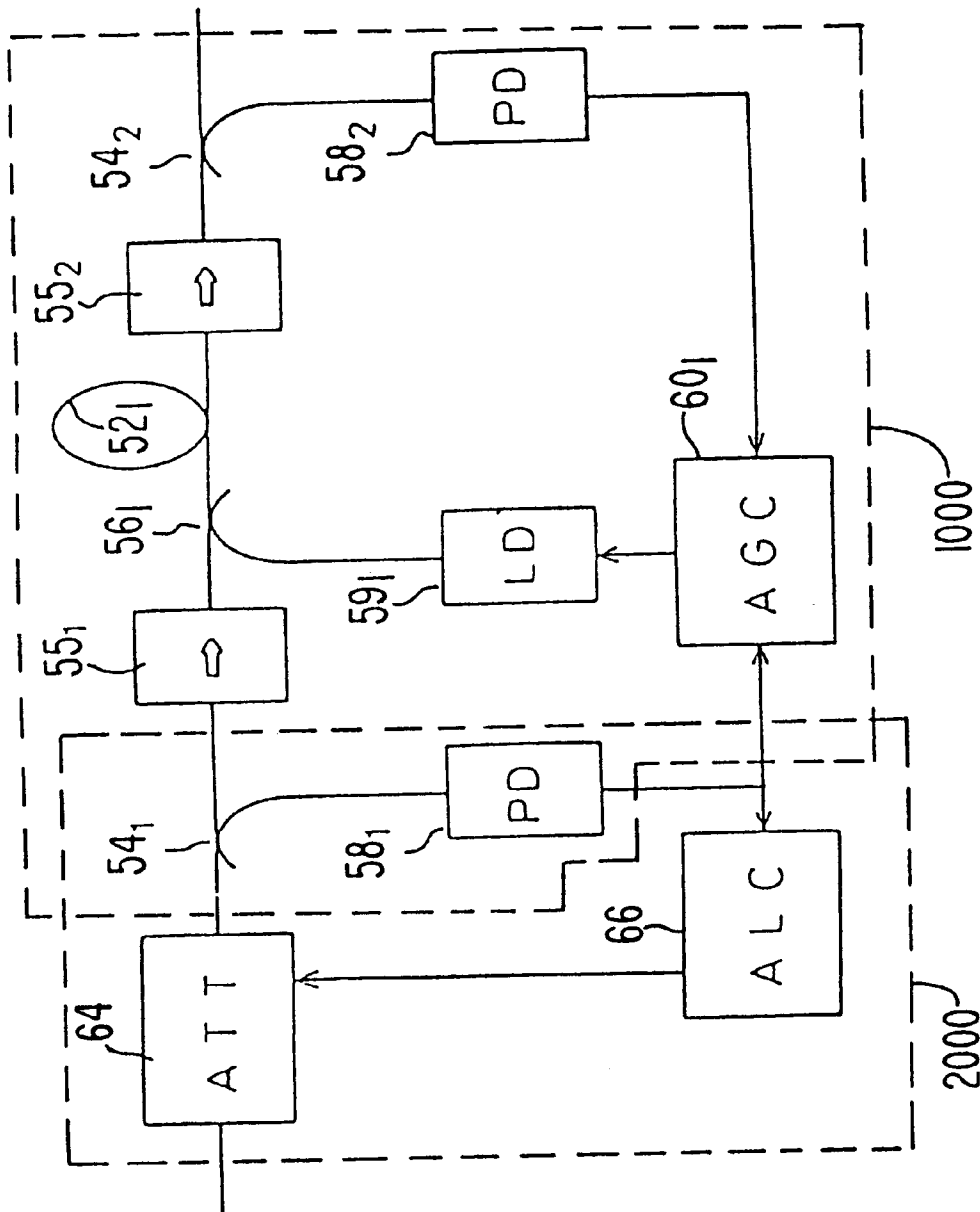 64
ATT
54₁
55₁
56₁
52₁
55₂
54₂
58₁
PD
59₁
LD
58₂
PD
66
ALC
60₁
AGC
2000
1000